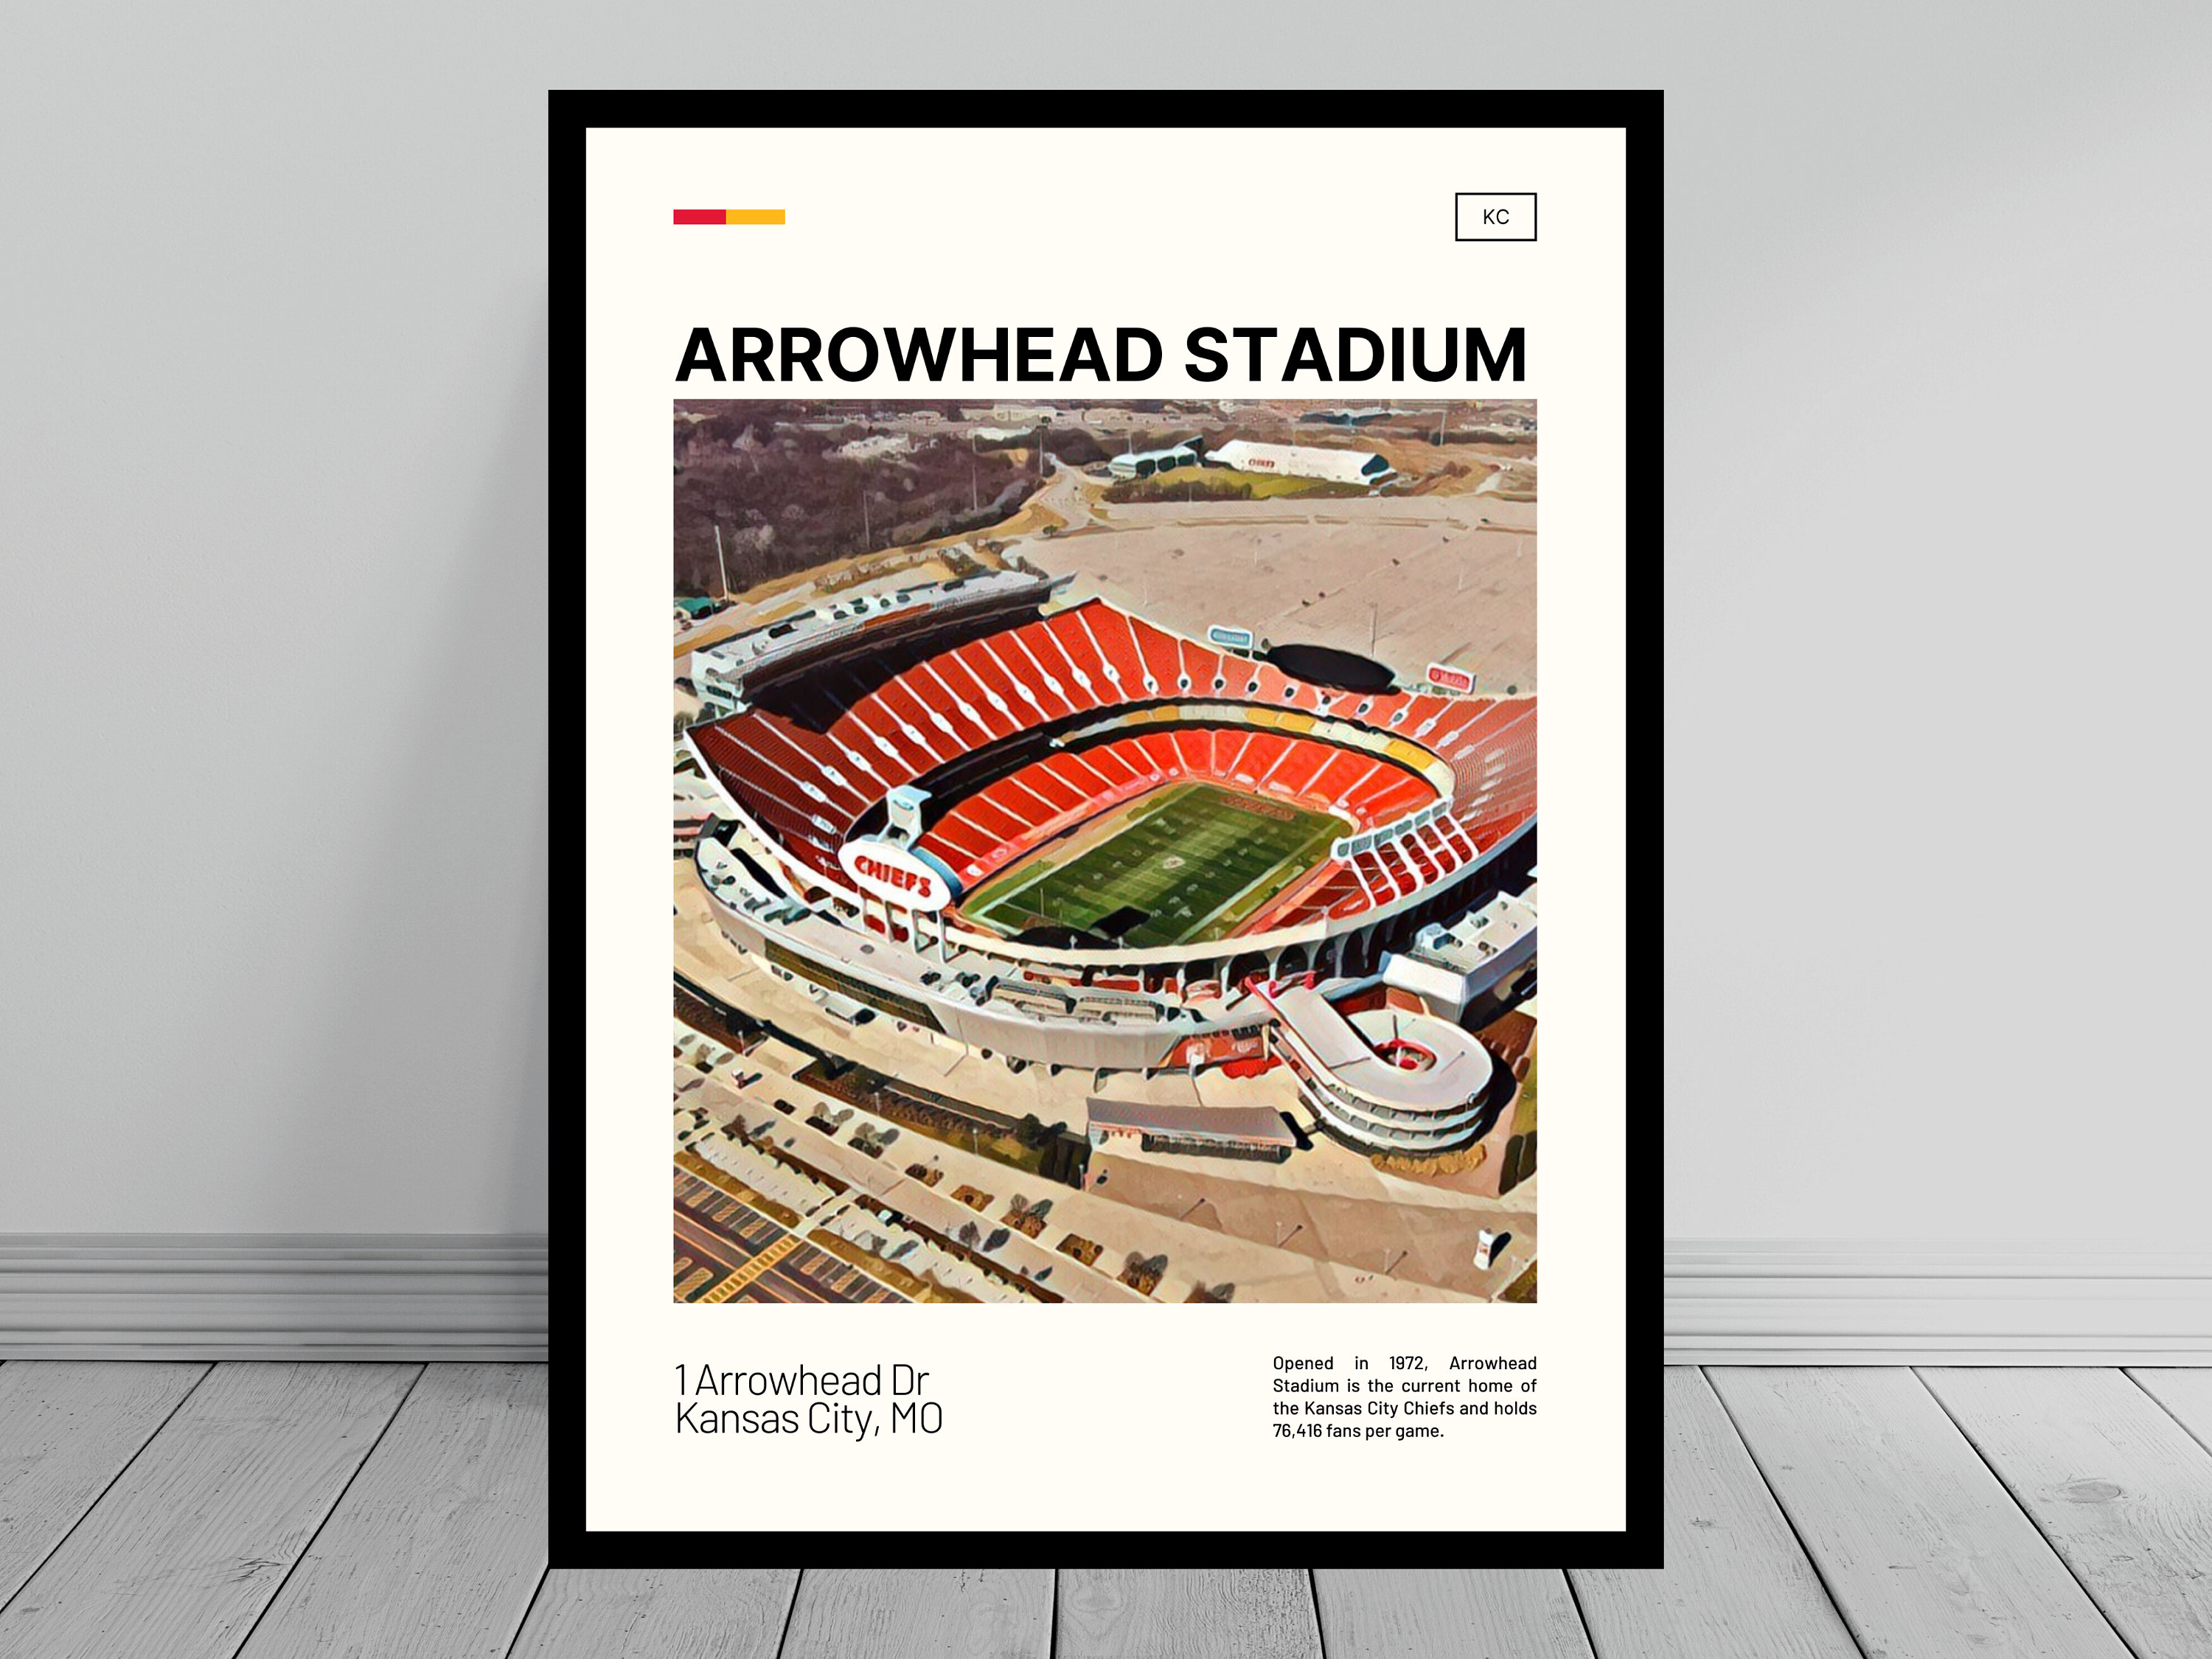 KC
ARROWHEAD STADIUM
CHIEFS
CHIEFS
1 Arrowhead Dr
Kansas City, MO
Opened in 1972, Arrowhead
Stadium is the current home of
the Kansas City Chiefs and holds
76,416 fans per game.